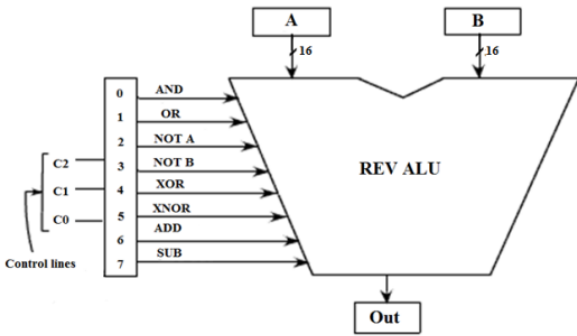 A
B
16
16
0
AND
1
OR
2
NOT A
C2
3
NOT B
REV ALU
C1
4
XOR
C0
5
XNOR
6
ADD
7
SUB
Control lines
Out